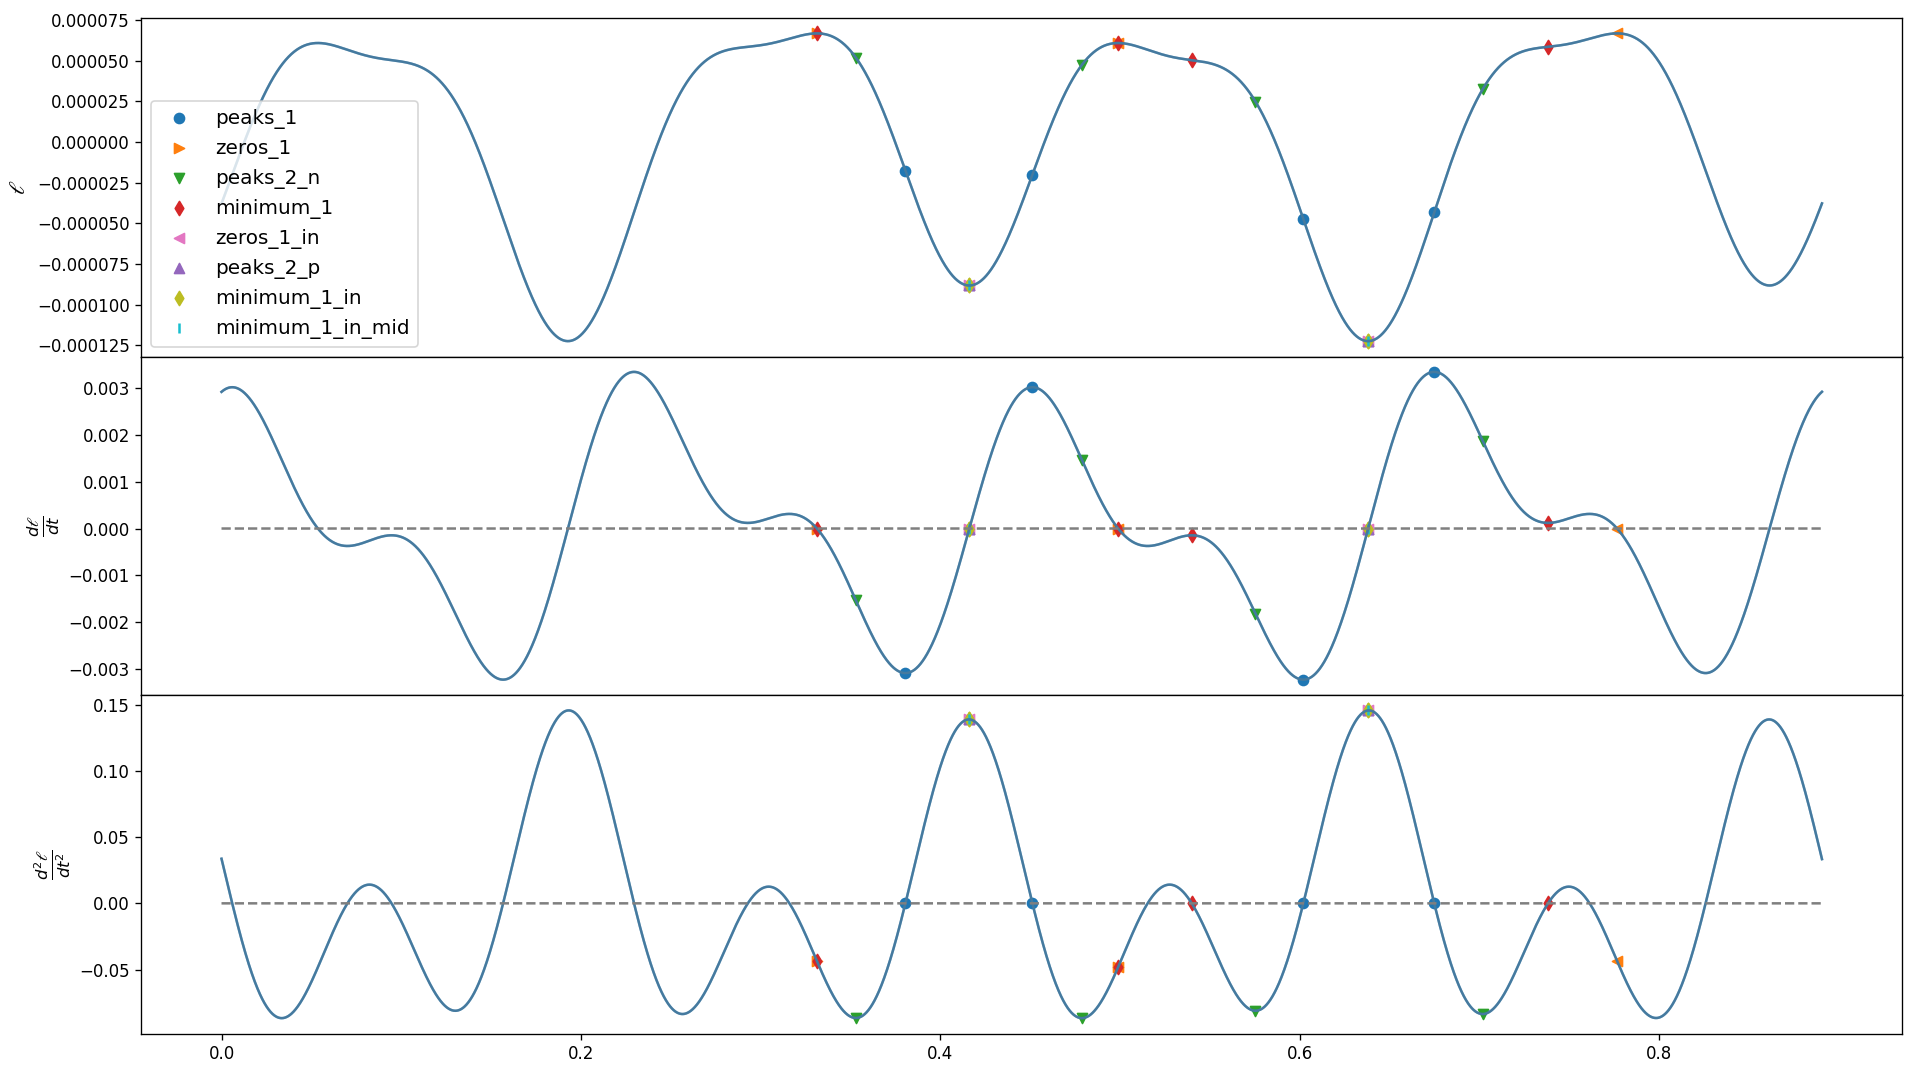 0.000075
0.000050
0.000025
0.000000
−0.000025
−0.000050
−0.000075
−0.000100
−0.000125
ℓ
peaks_1
zeros_1
peaks_2_n
minimum_1
zeros_1_in
peaks_2_p
minimum_1_in
minimum_1_in_mid
0.003
0.002
0.001
0.000
−0.001
−0.002
−0.003
dℓ
dt
0.15
0.10
0.05
0.00
−0.05
d²ℓ
dt²
0.0 0.2 0.4 0.6 0.8